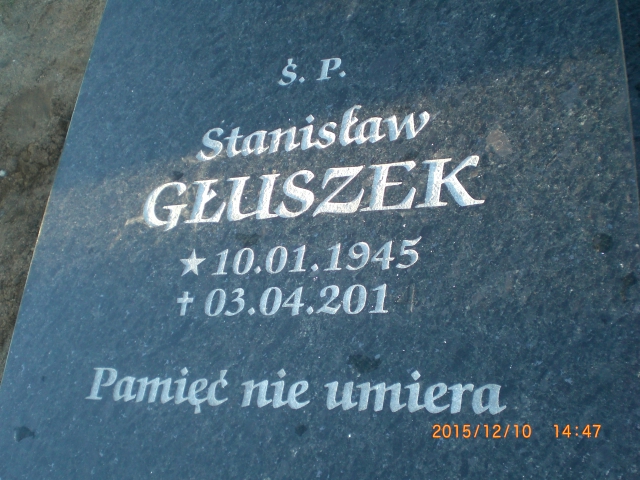 Ś. P.
Stanisław
GŁUSZEK
★ 10.01.1945
✝ 03.04.201
Pamięć nie umiera
2015/12/10 14:47